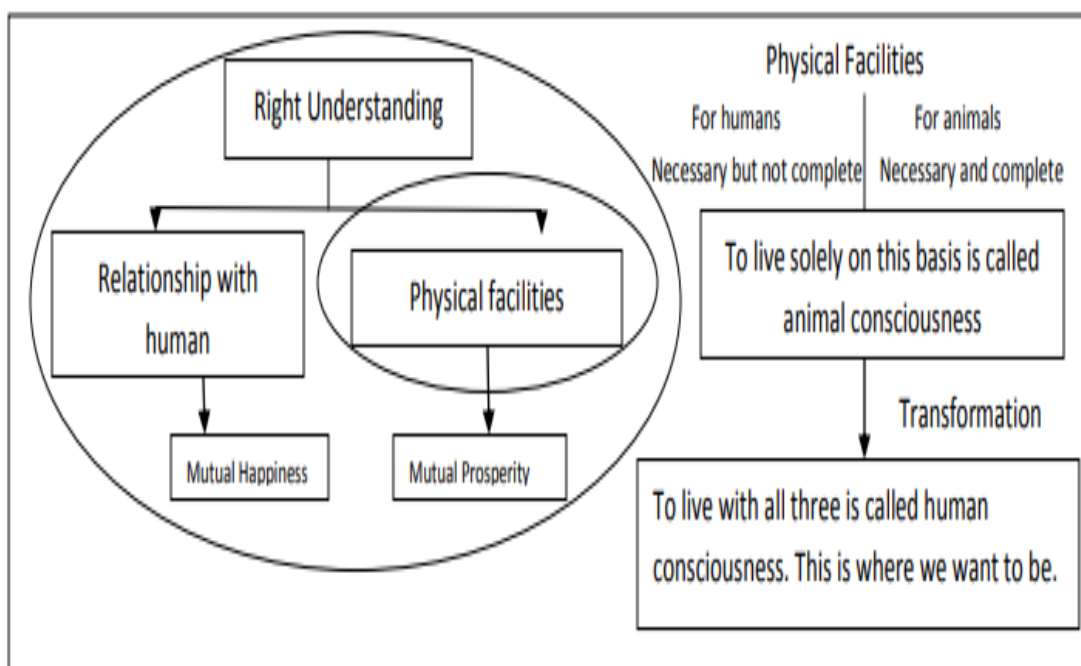 Right Understanding
Relationship with
human
Physical facilities
Mutual Happiness
Mutual Prosperity
Physical Facilities
For humans
For animals
Necessary but not complete
Necessary and complete
To live solely on this basis is called
animal consciousness
Transformation
To live with all three is called human
consciousness. This is where we want to be.